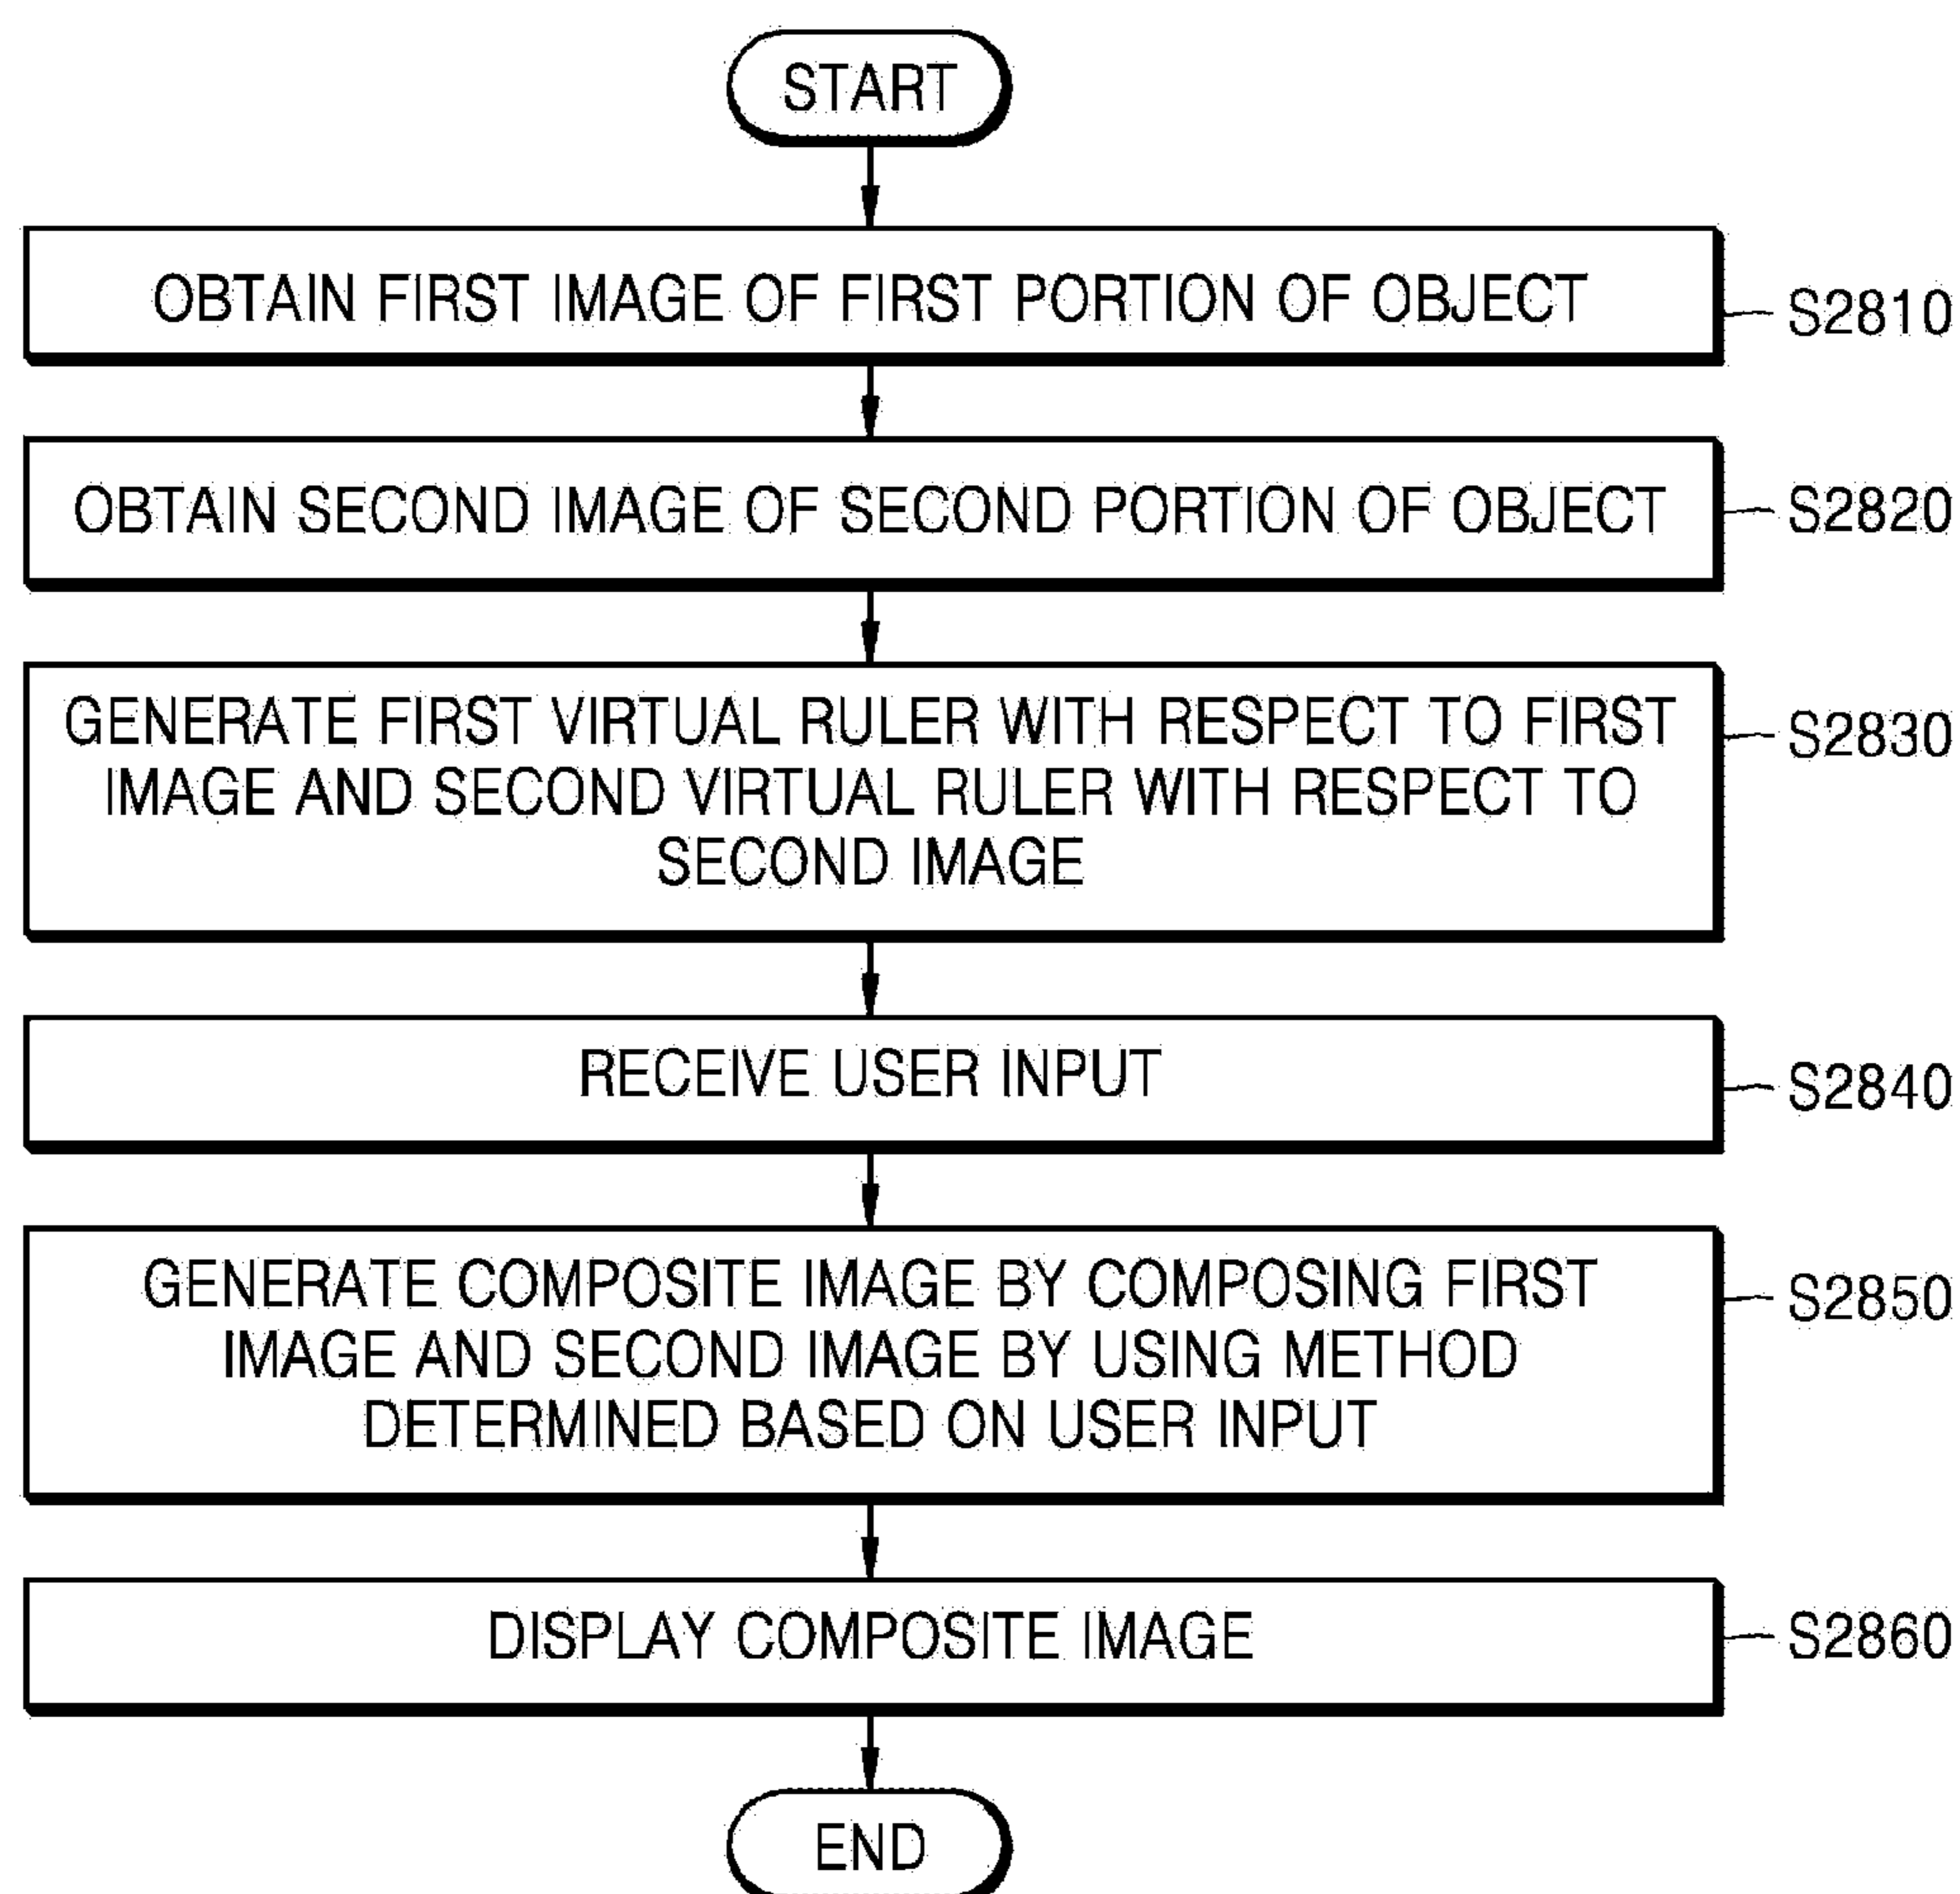 START
OBTAIN FIRST IMAGE OF FIRST PORTION OF OBJECT
S2810
OBTAIN SECOND IMAGE OF SECOND PORTION OF OBJECT
S2820
GENERATE FIRST VIRTUAL RULER WITH RESPECT TO FIRST
IMAGE AND SECOND VIRTUAL RULER WITH RESPECT TO
SECOND IMAGE
S2830
RECEIVE USER INPUT
S2840
GENERATE COMPOSITE IMAGE BY COMPOSING FIRST
IMAGE AND SECOND IMAGE BY USING METHOD
DETERMINED BASED ON USER INPUT
S2850
DISPLAY COMPOSITE IMAGE
S2860
END